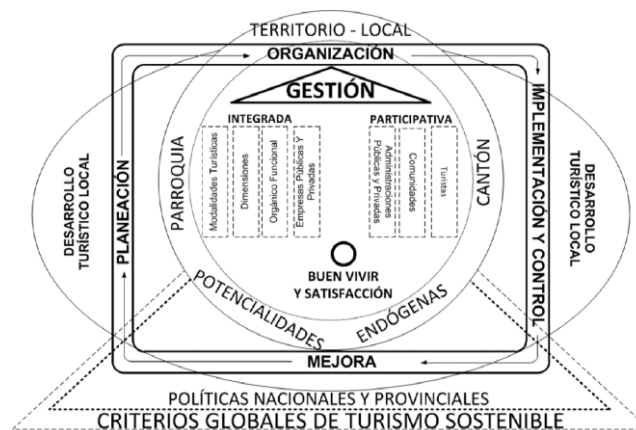 TERRITORIO - LOCAL
ORGANIZACIÓN
GESTIÓN
INTEGRADA
PARTICIPATIVA
Modalidades Turísticas
Dimensiones
Orgánico Funcional
Empresas Públicas Y
Privadas
Administraciones
Públicas y Privadas
Comunidades
Turistas
PARROQUIA
CANTÓN
DESARROLLO
TURÍSTICO LOCAL
PLANEACIÓN
IMPLEMENTACIÓN Y CONTROL
DESARROLLO
TURÍSTICO LOCAL
BUEN VIVIR
Y SATISFACCIÓN
POTENCIALIDADES
ENDÓGENAS
MEJORA
POLÍTICAS NACIONALES Y PROVINCIALES
CRITERIOS GLOBALES DE TURISMO SOSTENIBLE